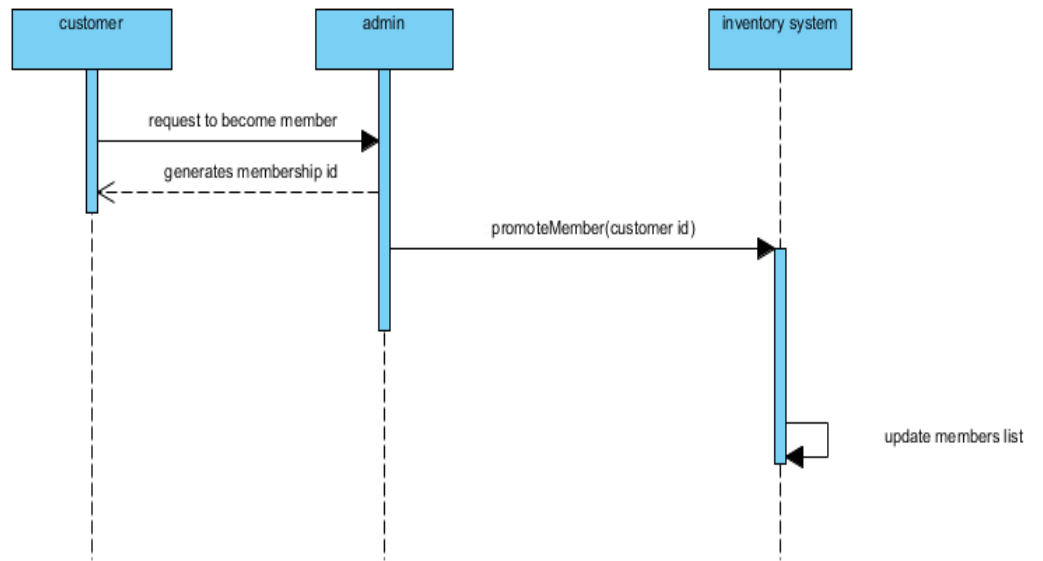 customer
admin
inventory system
request to become member
generates membership id
promoteMember(customer id)
update members list